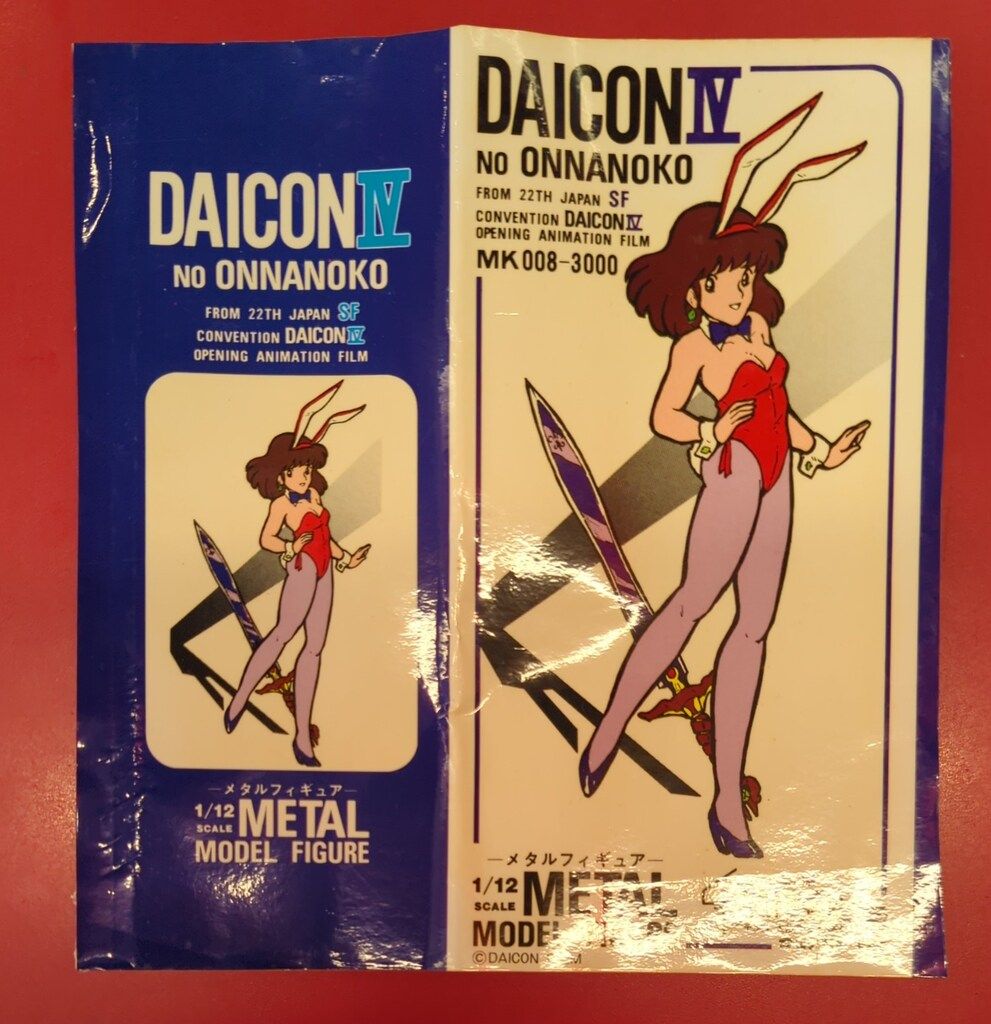 DAICON IV
NO ONNANOKO
FROM 22TH JAPAN SF
CONVENTION DAICON IV
OPENING ANIMATION FILM
―メタルフィギュア―
1/12
SCALE
METAL
MODEL FIGURE
DAICON IV
NO ONNANOKO
FROM 22TH JAPAN SF
CONVENTION DAICON IV
OPENING ANIMATION FILM
MK008-3000
―メタルフィギュア―
1/12
SCALE
METAL
©DAICON